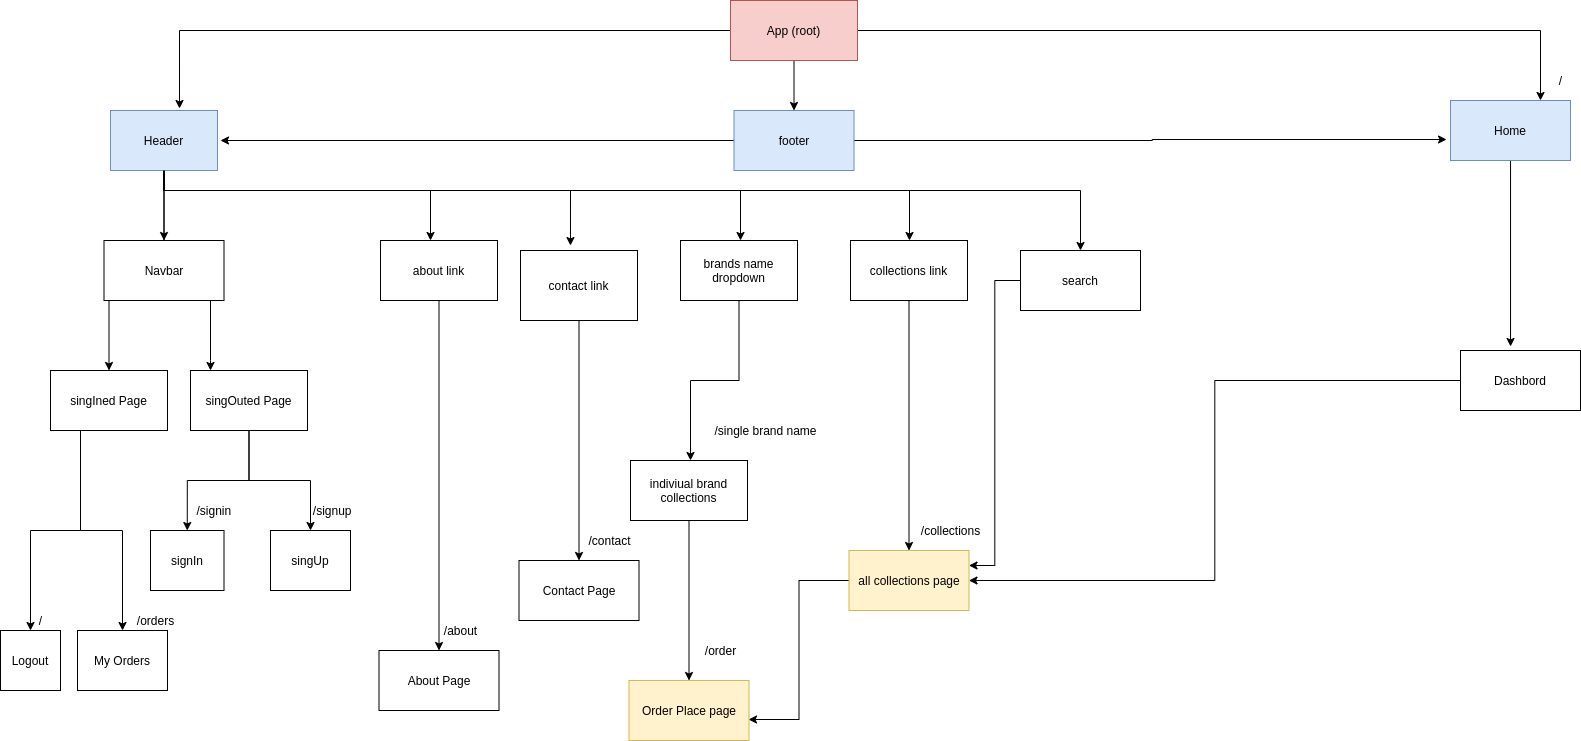 App (root)
/
Header
footer
Home
Navbar
about link
contact link
brands name
dropdown
collections link
search
singIned Page
singOuted Page
Dashbord
/single brand name
indiviual brand
collections
/signin
/signup
/contact
/collections
signIn
singUp
Contact Page
all collections page
/
/orders
/about
/order
Logout
My Orders
About Page
Order Place page